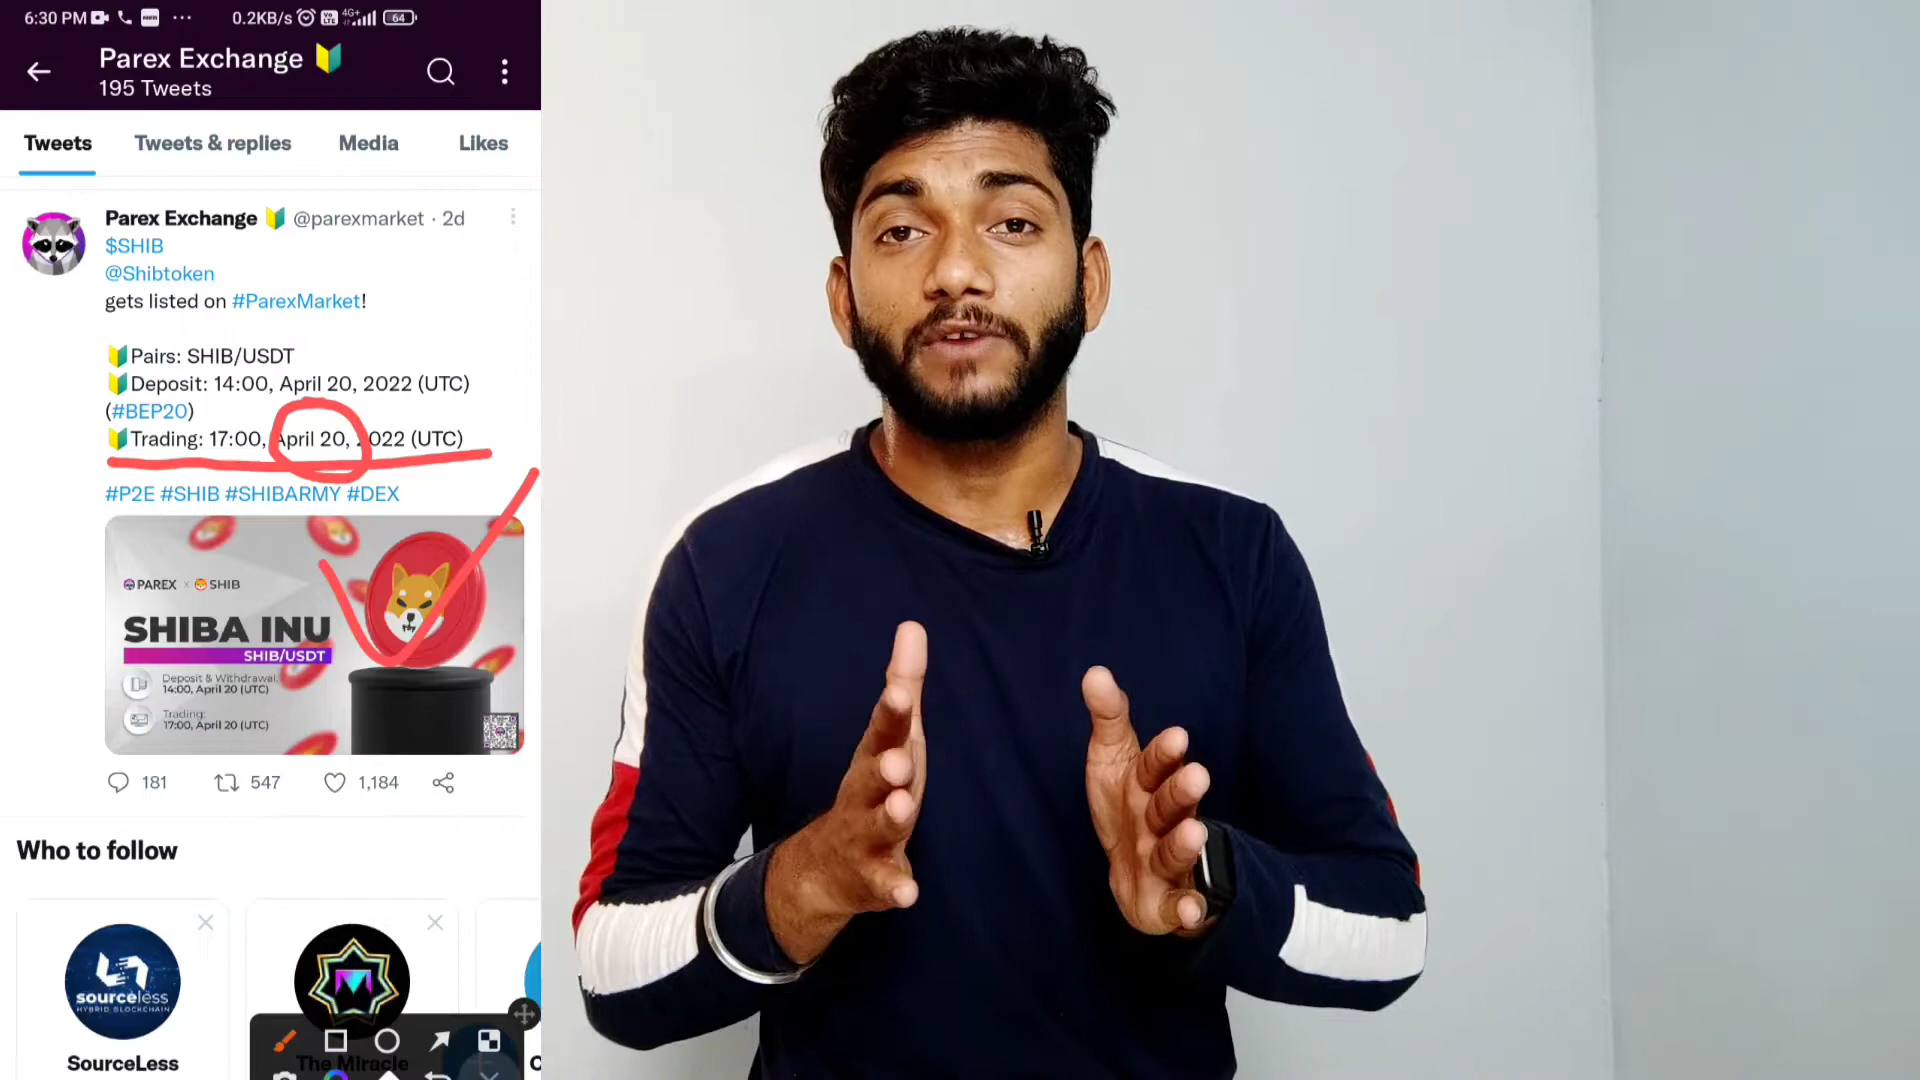 6:30 PM
0.2KB/s
4G+
64
Parex Exchange
195 Tweets
Tweets
Tweets & replies
Media
Likes
Parex Exchange @parexmarket · 2d
$SHIB
@Shibtoken
gets listed on #ParexMarket!
Pairs: SHIB/USDT
Deposit: 14:00, April 20, 2022 (UTC)
(#BEP20)
Trading: 17:00, April 20, 2022 (UTC)
#P2E #SHIB #SHIBARMY #DEX
PAREX x SHIB
SHIBA INU
SHIB/USDT
Deposit & Withdrawal:
14:00, April 20 (UTC)
Trading:
17:00, April 20 (UTC)
181
547
1,184
Who to follow
sourceless
HYBRID BLOCKCHAIN
SourceLess
The Miracle